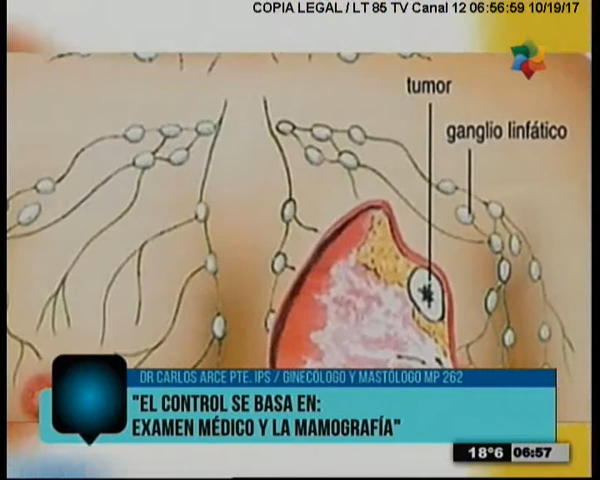 COPIA LEGAL / LT 85 TV Canal 12 06:56:59 10/19/17
tumor
ganglio linfático
DR CARLOS ARCE PTE. IPS / GINECÓLOGO Y MASTÓLOGO MP 262
"EL CONTROL SE BASA EN:
EXAMEN MÉDICO Y LA MAMOGRAFÍA"
18°6 06:57